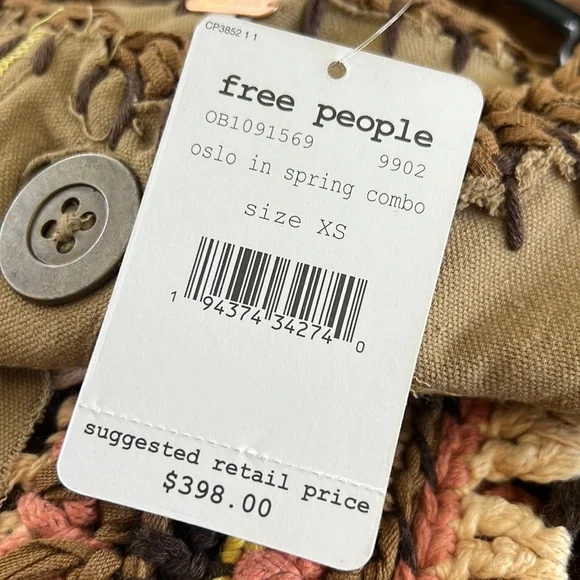 CP3852 1 1
free people
OB1091569 9902
oslo in spring combo
size XS
1 94374 34274 0
suggested retail price
$398.00